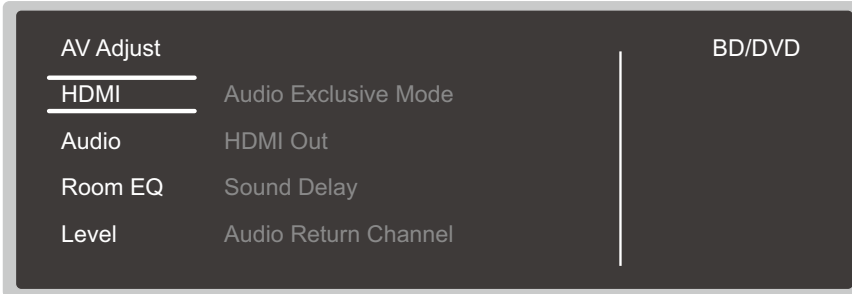 AV Adjust BD/DVD
HDMI Audio Exclusive Mode
Audio HDMI Out
Room EQ Sound Delay
Level Audio Return Channel